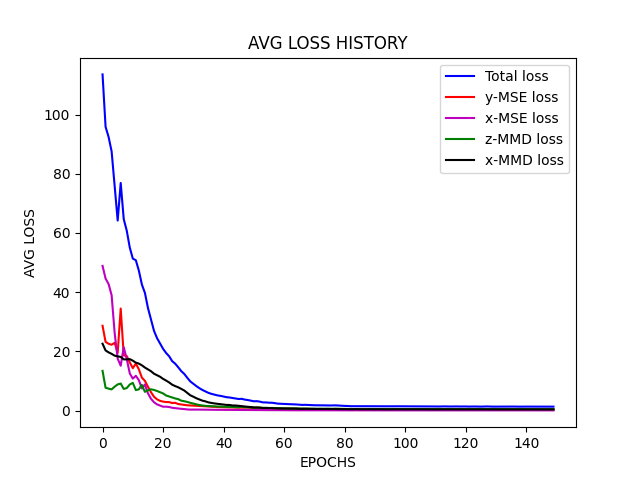 AVG LOSS HISTORY
Total loss
y-MSE loss
x-MSE loss
z-MMD loss
x-MMD loss
AVG LOSS
100
80
60
40
20
0
0 20 40 60 80 100 120 140
EPOCHS